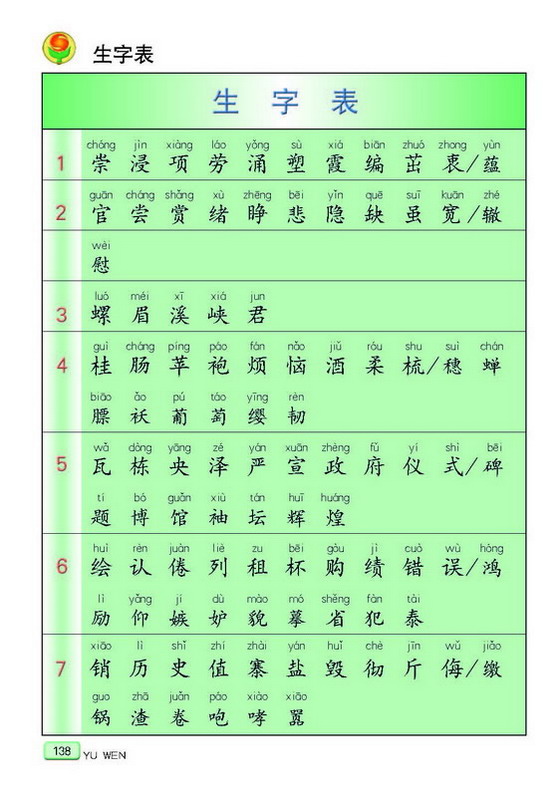 生字表
生 字 表
chóng jìn xiàng láo yǒng sù xiá biān zhuó zhong yùn
1 崇 浸 项 劳 涌 塑 霞 编 茁 衷/蕴
guān cháng shǎng xù zhēng bēi yǐn quē suī kuān zhé
2 官 尝 赏 绪 睁 悲 隐 缺 虽 宽/辙
wèi
慰
luó méi xī xiá jun
3 螺 眉 溪 峡 君
guì cháng píng páo fán nǎo jiǔ róu shu suì chán
4 桂 肠 苹 袍 烦 恼 酒 柔 梳/穗 蝉
biāo ǎo pú táo yīng rèn
膘 袄 葡 萄 缨 韧
wǎ dòng yāng zé yán xuān zhèng fǔ yí shì bēi
5 瓦 栋 央 泽 严 宣 政 府 仪 式/碑
tí bó guǎn xiù tán huī huáng
题 博 馆 袖 坛 辉 煌
huì rèn juàn liè zu bēi gòu jì cuò wù hóng
6 绘 认 倦 列 租 杯 购 绩 错 误/鸿
lì yǎng jí dù mào mó shěng fàn tài
励 仰 嫉 妒 貌 摹 省 犯 泰
xiāo lì shǐ zhí zhài yán huǐ chè jīn wǔ jiǎo
7 销 历 史 值 寨 盐 毁 彻 斤 侮/缴
guo zhā juǎn páo xiào xiāo
锅 渣 卷 咆 哮 嚣
138 YU WEN